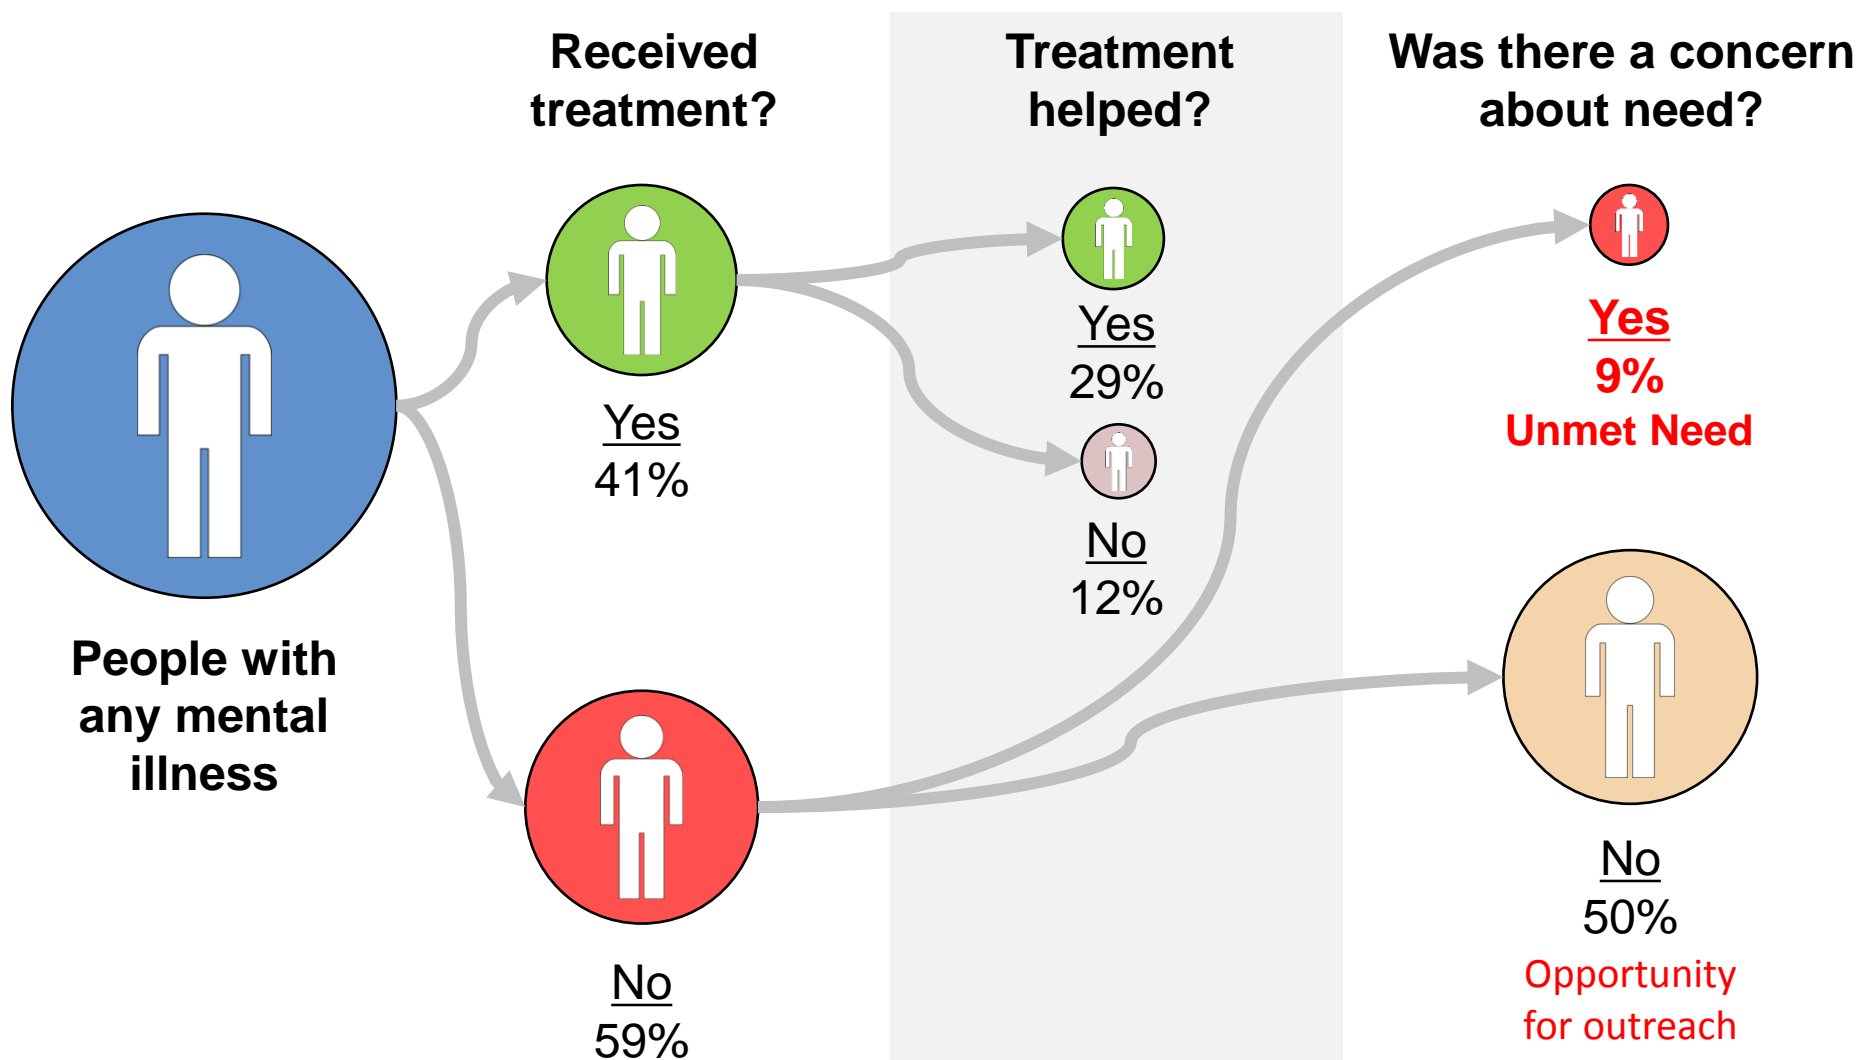 Received
treatment?
Treatment
helped?
Was there a concern
about need?
People with
any mental
illness
Yes
41%
No
59%
Yes
29%
No
12%
Yes
9%
Unmet Need
No
50%
Opportunity
for outreach